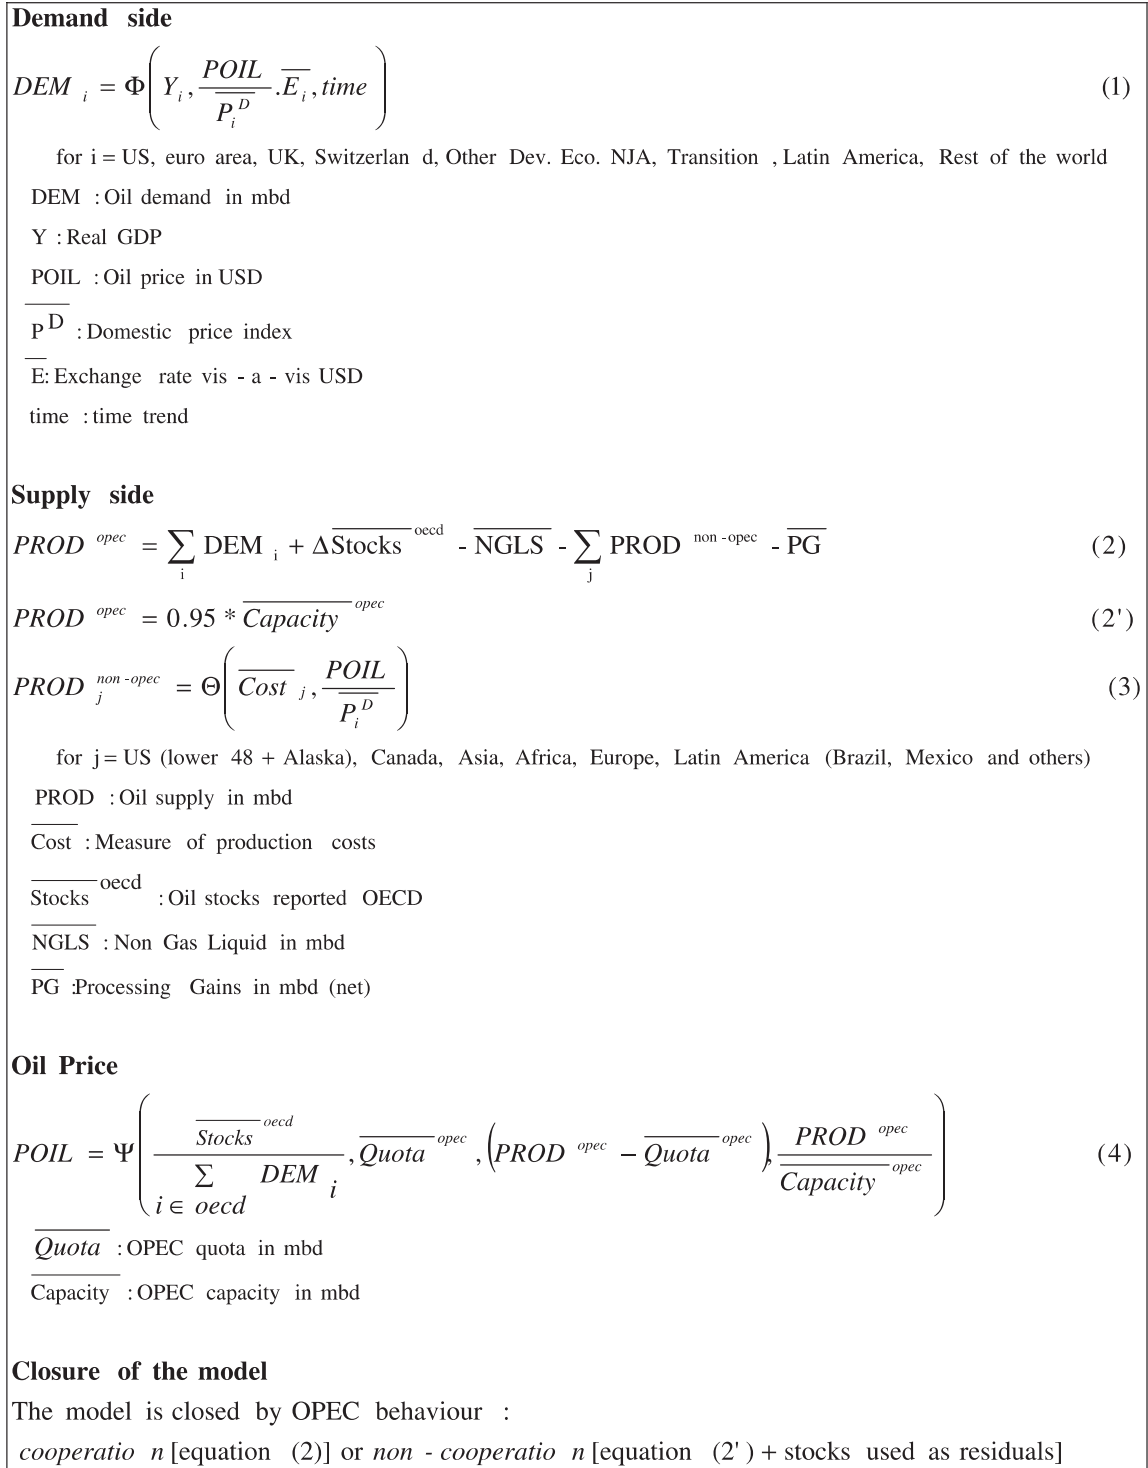 Demand side
DEM i = Φ( Y i , POIL / P̅ i D . E̅ i , time ) (1)
for i = US, euro area, UK, Switzerlan d, Other Dev. Eco. NJA, Transition , Latin America, Rest of the world
DEM : Oil demand in mbd
Y : Real GDP
POIL : Oil price in USD
P̅ D : Domestic price index
E̅: Exchange rate vis - a - vis USD
time : time trend
Supply side
PROD opec = ∑ i DEM i + Δ Stocks oecd - NGLS - ∑ j PROD non - opec - PG (2)
PROD opec = 0.95 * Capacity opec (2')
PROD j non - opec = Θ( Cost j , POIL / P̅ i D ) (3)
for j = US (lower 48 + Alaska), Canada, Asia, Africa, Europe, Latin America (Brazil, Mexico and others)
PROD : Oil supply in mbd
Cost : Measure of production costs
Stocks oecd : Oil stocks reported OECD
NGLS : Non Gas Liquid in mbd
PG :Processing Gains in mbd (net)
Oil Price
POIL = Ψ( Stocks oecd / ∑ i ∈ oecd DEM i , Quota opec , (PROD opec − Quota opec ), PROD opec / Capacity opec ) (4)
Quota : OPEC quota in mbd
Capacity : OPEC capacity in mbd
Closure of the model
The model is closed by OPEC behaviour :
cooperatio n [equation (2)] or non - cooperatio n [equation (2' ) + stocks used as residuals]